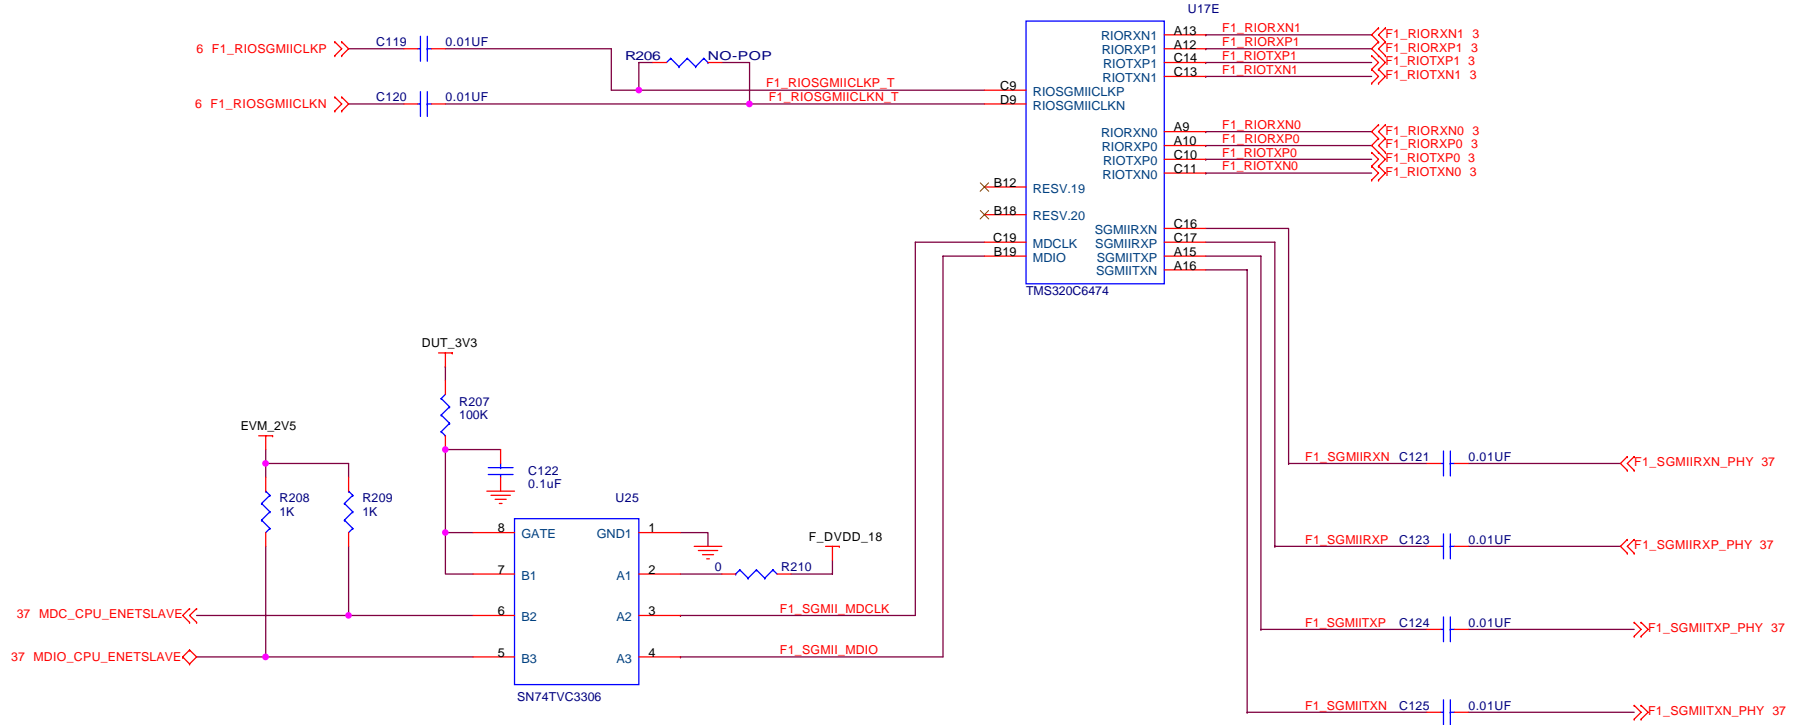 U17E
6 F1_RIOSGMIICLKP C119 0.01UF
R206 NO-POP
6 F1_RIOSGMIICLKN C120 0.01UF
F1_RIOSGMIICLKP_T C9 RIOSGMIICLKP
F1_RIOSGMIICLKN_T D9 RIOSGMIICLKN
RIORXN1 A13 F1_RIORXN1 F1_RIORXN1 3
RIORXP1 A12 F1_RIORXP1 F1_RIORXP1 3
RIOTXP1 C14 F1_RIOTXP1 F1_RIOTXP1 3
RIOTXN1 C13 F1_RIOTXN1 F1_RIOTXN1 3
RIORXN0 A9 F1_RIORXN0 F1_RIORXN0 3
RIORXP0 A10 F1_RIORXP0 F1_RIORXP0 3
RIOTXP0 C10 F1_RIOTXP0 F1_RIOTXP0 3
RIOTXN0 C11 F1_RIOTXN0 F1_RIOTXN0 3
B12 RESV.19
B18 RESV.20
C19 MDCLK
B19 MDIO
SGMIIRXN C16
SGMIIRXP C17
SGMIITXP A15
SGMIITXN A16
TMS320C6474
DUT_3V3
R207
100K
EVM_2V5
C122
0.1uF
R208
1K
R209
1K
U25
8 GATE GND1 1
7 B1 A1 2
6 B2 A2 3
5 B3 A3 4
SN74TVC3306
F_DVDD_18
0 R210
37 MDC_CPU_ENETSLAVE
37 MDIO_CPU_ENETSLAVE
F1_SGMII_MDCLK
F1_SGMII_MDIO
F1_SGMIIRXN C121 0.01UF F1_SGMIIRXN_PHY 37
F1_SGMIIRXP C123 0.01UF F1_SGMIIRXP_PHY 37
F1_SGMIITXP C124 0.01UF F1_SGMIITXP_PHY 37
F1_SGMIITXN C125 0.01UF F1_SGMIITXN_PHY 37